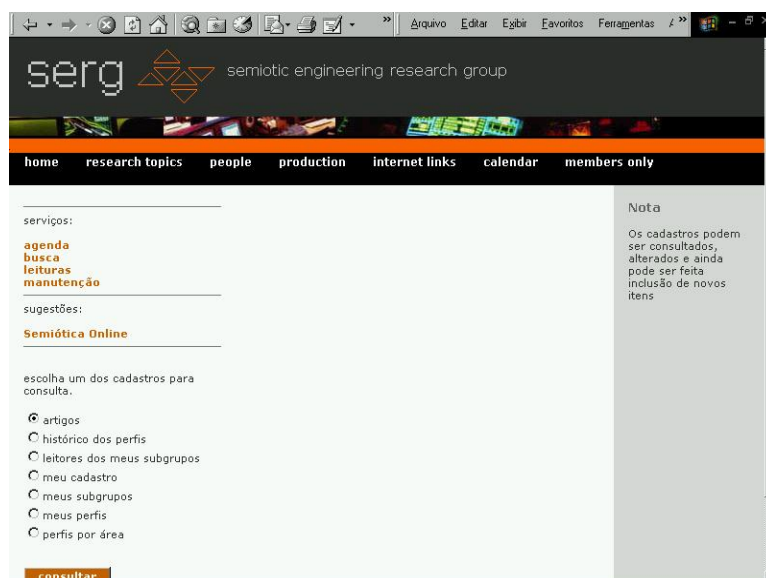 Arquivo Editar Exibir Favoritos Ferramentas
serg semiotic engineering research group
home research topics people production internet links calendar members only
serviços:
agenda
busca
leituras
manutenção
sugestões:
Semiótica Online
escolha um dos cadastros para
consulta.
artigos
histórico dos perfis
leitores dos meus subgrupos
meu cadastro
meus subgrupos
meus perfis
perfis por área
consultar
Nota
Os cadastros podem
ser consultados,
alterados e ainda
pode ser feita
inclusão de novos
itens